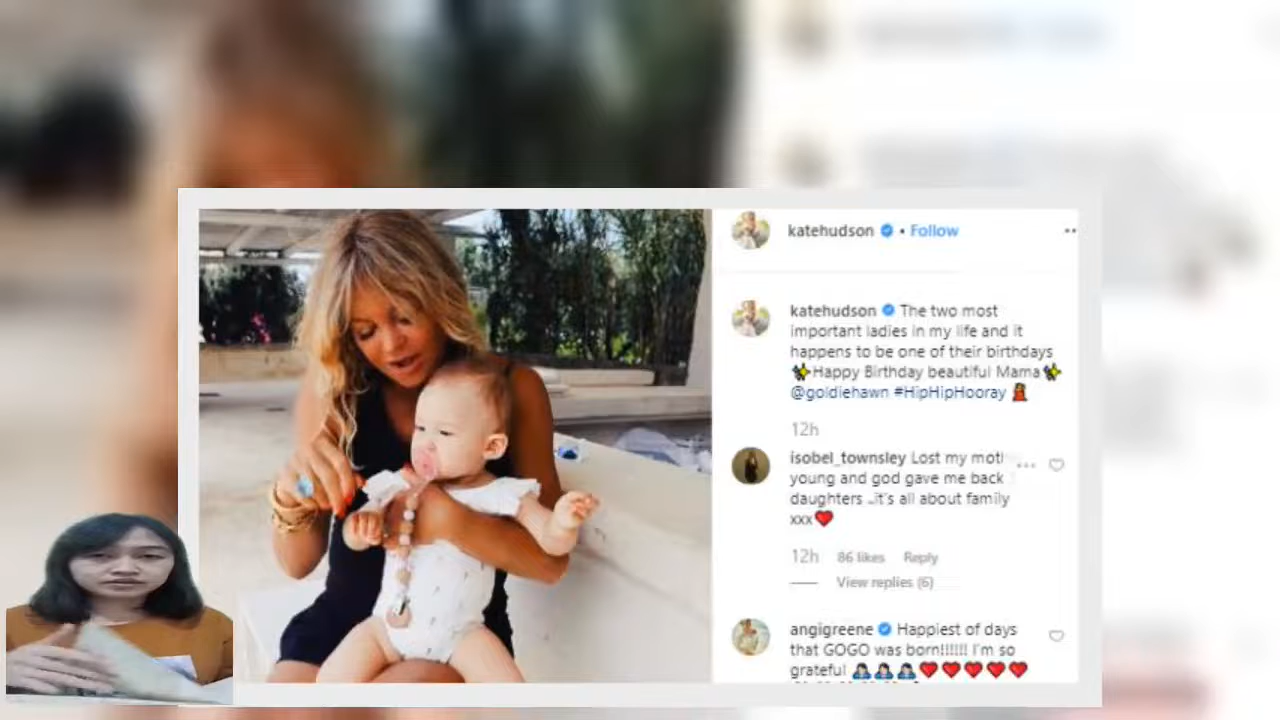 katehudson • Follow
katehudson The two most
important ladies in my life and it
happens to be one of their birthdays
✨Happy Birthday beautiful Mama✨
@goldiehawn #HipHipHooray 💃
12h
isobel_townsley Lost my
young and god gave me back
daughters ..it's all about family
xxx❤️
12h 86 likes Reply
View replies (6)
angigreene Happiest of days
that GOGO was born!!!!!! I'm so
grateful ❤️❤️❤️❤️❤️